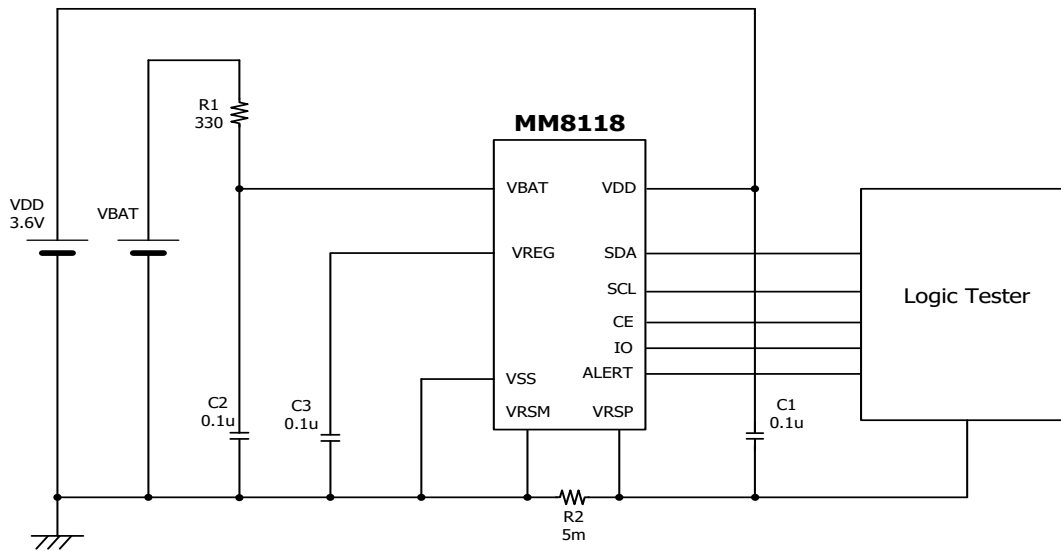 R1
330
MM8118
VBAT
VDD
VDD
3.6V
VBAT
VREG
SDA
SCL
CE
IO
ALERT
Logic Tester
VSS
VRSM
VRSP
C2
0.1u
C3
0.1u
C1
0.1u
R2
5m